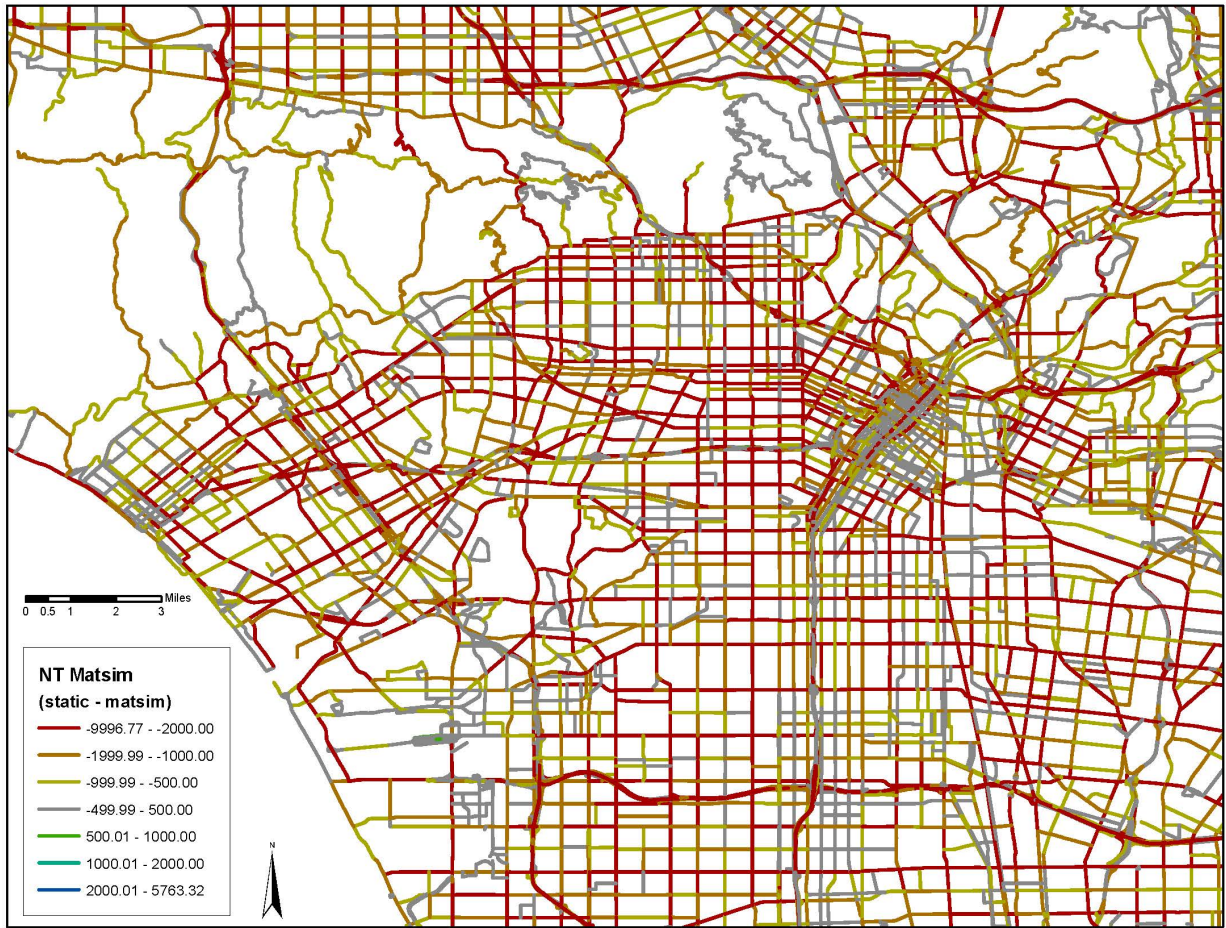 Miles
0 0.5 1 2 3
NT Matsim
(static - matsim)
-9996.77 - -2000.00
-1999.99 - -1000.00
-999.99 - -500.00
-499.99 - 500.00
500.01 - 1000.00
1000.01 - 2000.00
2000.01 - 5763.32
N